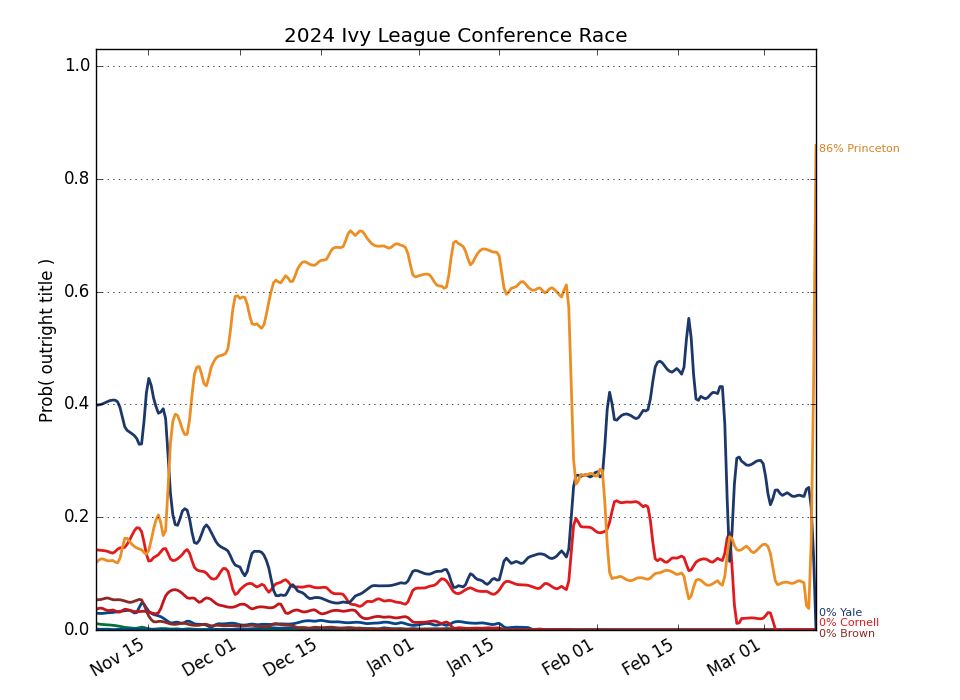 2024 Ivy League Conference Race
Prob( outright title )
1.0
0.8
0.6
0.4
0.2
0.0
Nov 15
Dec 01
Dec 15
Jan 01
Jan 15
Feb 01
Feb 15
Mar 01
86% Princeton
0% Yale
0% Cornell
0% Brown